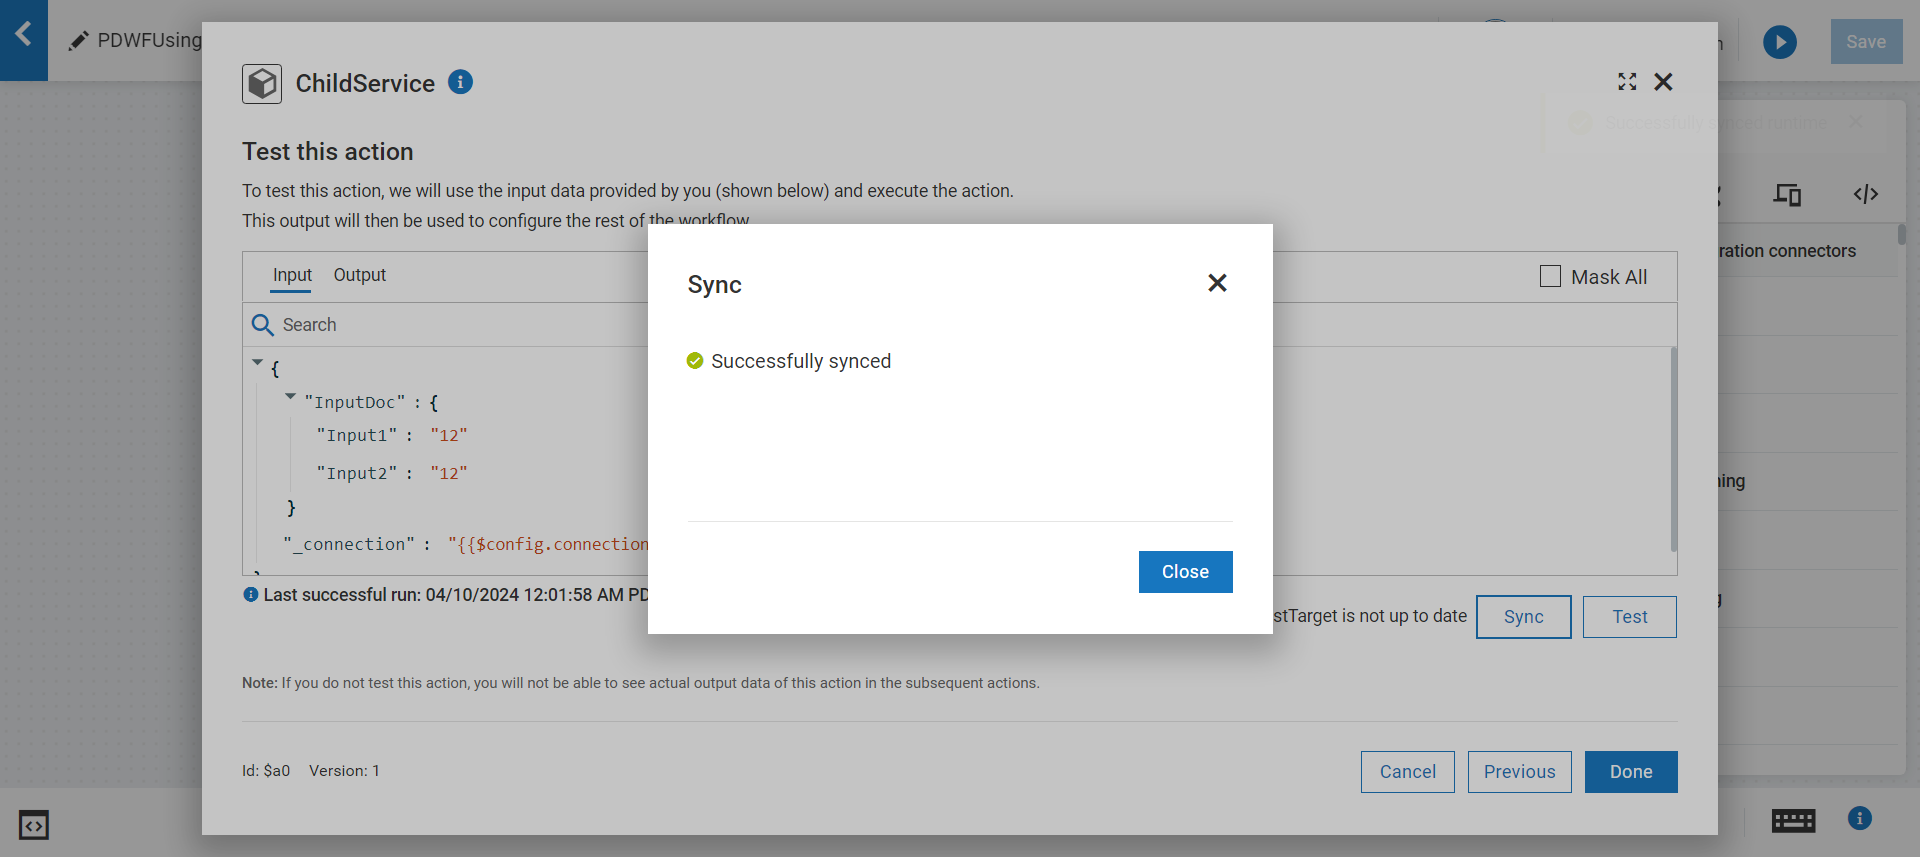 PDWFUsing
Save
ChildService
Successfully synced runtime
Test this action
To test this action, we will use the input data provided by you (shown below) and execute the action.
This output will then be used to configure the rest of the workflow
ration connectors
Input Output
Mask All
Search
{
"InputDoc" : {
"Input1" : "12"
"Input2" : "12"
}
"_connection" : "{{$config.connection
Sync
Successfully synced
Close
Last successful run: 04/10/2024 12:01:58 AM PD
stTarget is not up to date
Sync
Test
Note: If you do not test this action, you will not be able to see actual output data of this action in the subsequent actions.
Id: $a0 Version: 1
Cancel
Previous
Done